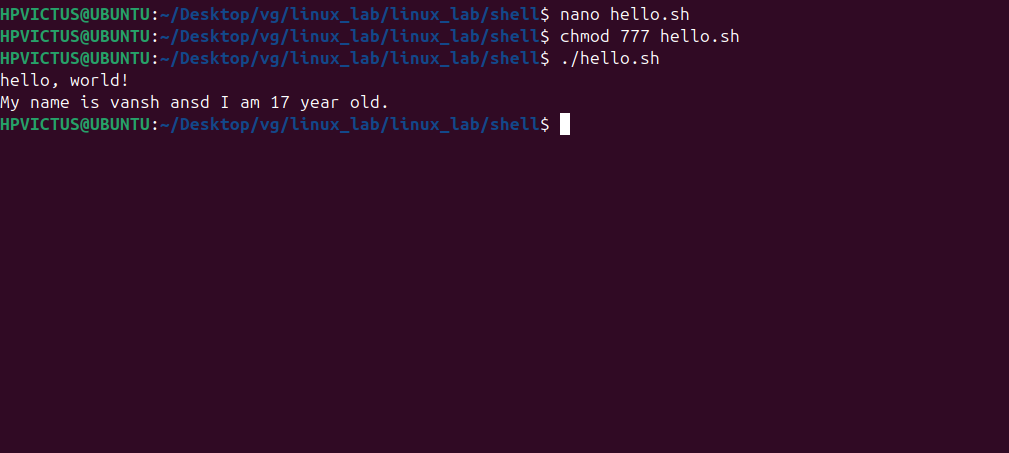 HPVICTUS@UBUNTU:~/Desktop/vg/linux_lab/linux_lab/shell$ nano hello.sh
HPVICTUS@UBUNTU:~/Desktop/vg/linux_lab/linux_lab/shell$ chmod 777 hello.sh
HPVICTUS@UBUNTU:~/Desktop/vg/linux_lab/linux_lab/shell$ ./hello.sh
hello, world!
My name is vansh ansd I am 17 year old.
HPVICTUS@UBUNTU:~/Desktop/vg/linux_lab/linux_lab/shell$